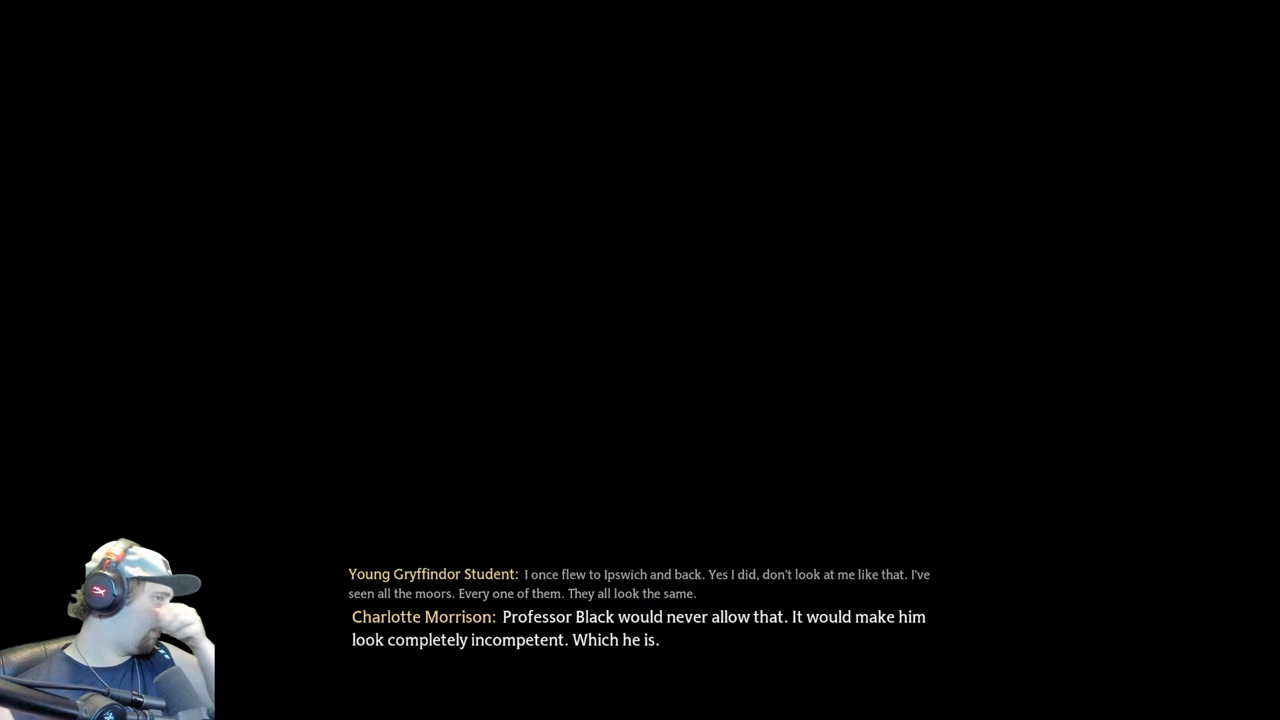 Young Gryffindor Student: I once flew to Ipswich and back. Yes I did, don't look at me like that. I've
seen all the moors. Every one of them. They all look the same.
Charlotte Morrison: Professor Black would never allow that. It would make him
look completely incompetent. Which he is.